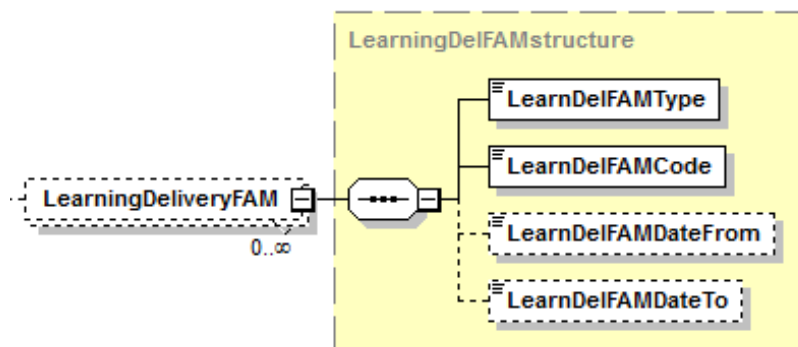 LearningDelFAMstructure
LearnDelFAMType
LearnDelFAMCode
LearningDeliveryFAM
0..∞
LearnDelFAMDateFrom
LearnDelFAMDateTo